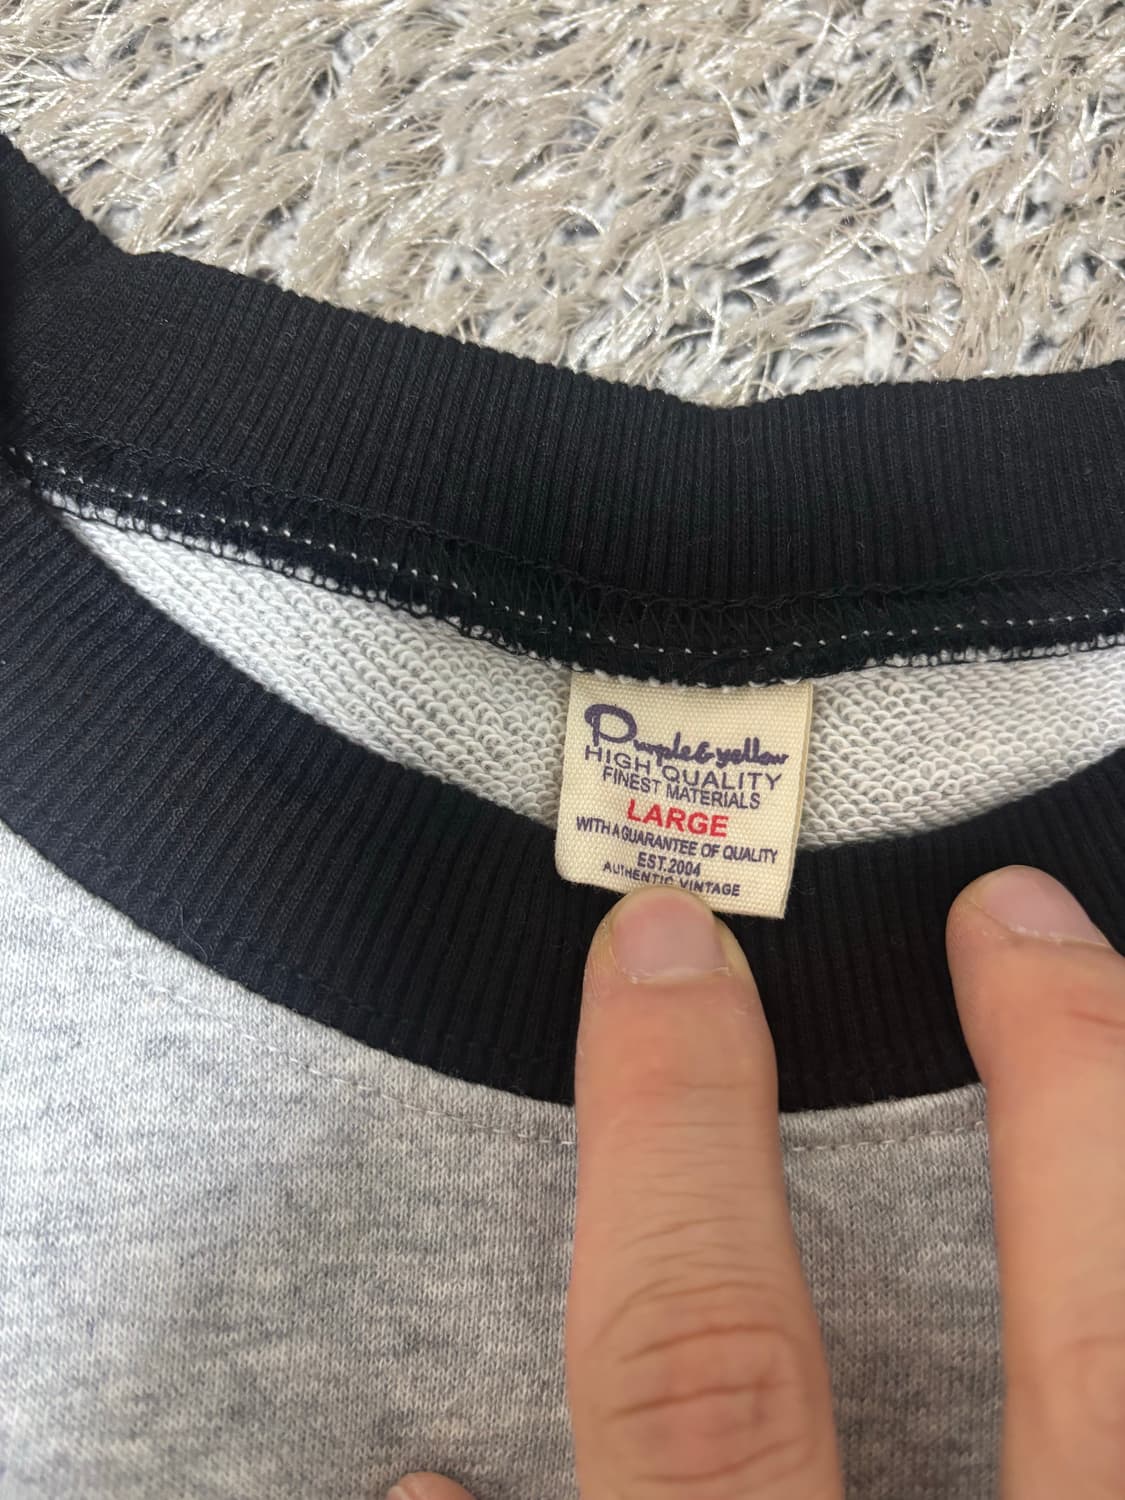 Purple&yellow
HIGH QUALITY
FINEST MATERIALS
LARGE
WITH A GUARANTEE OF QUALITY
EST.2004
AUTHENTIC VINTAGE